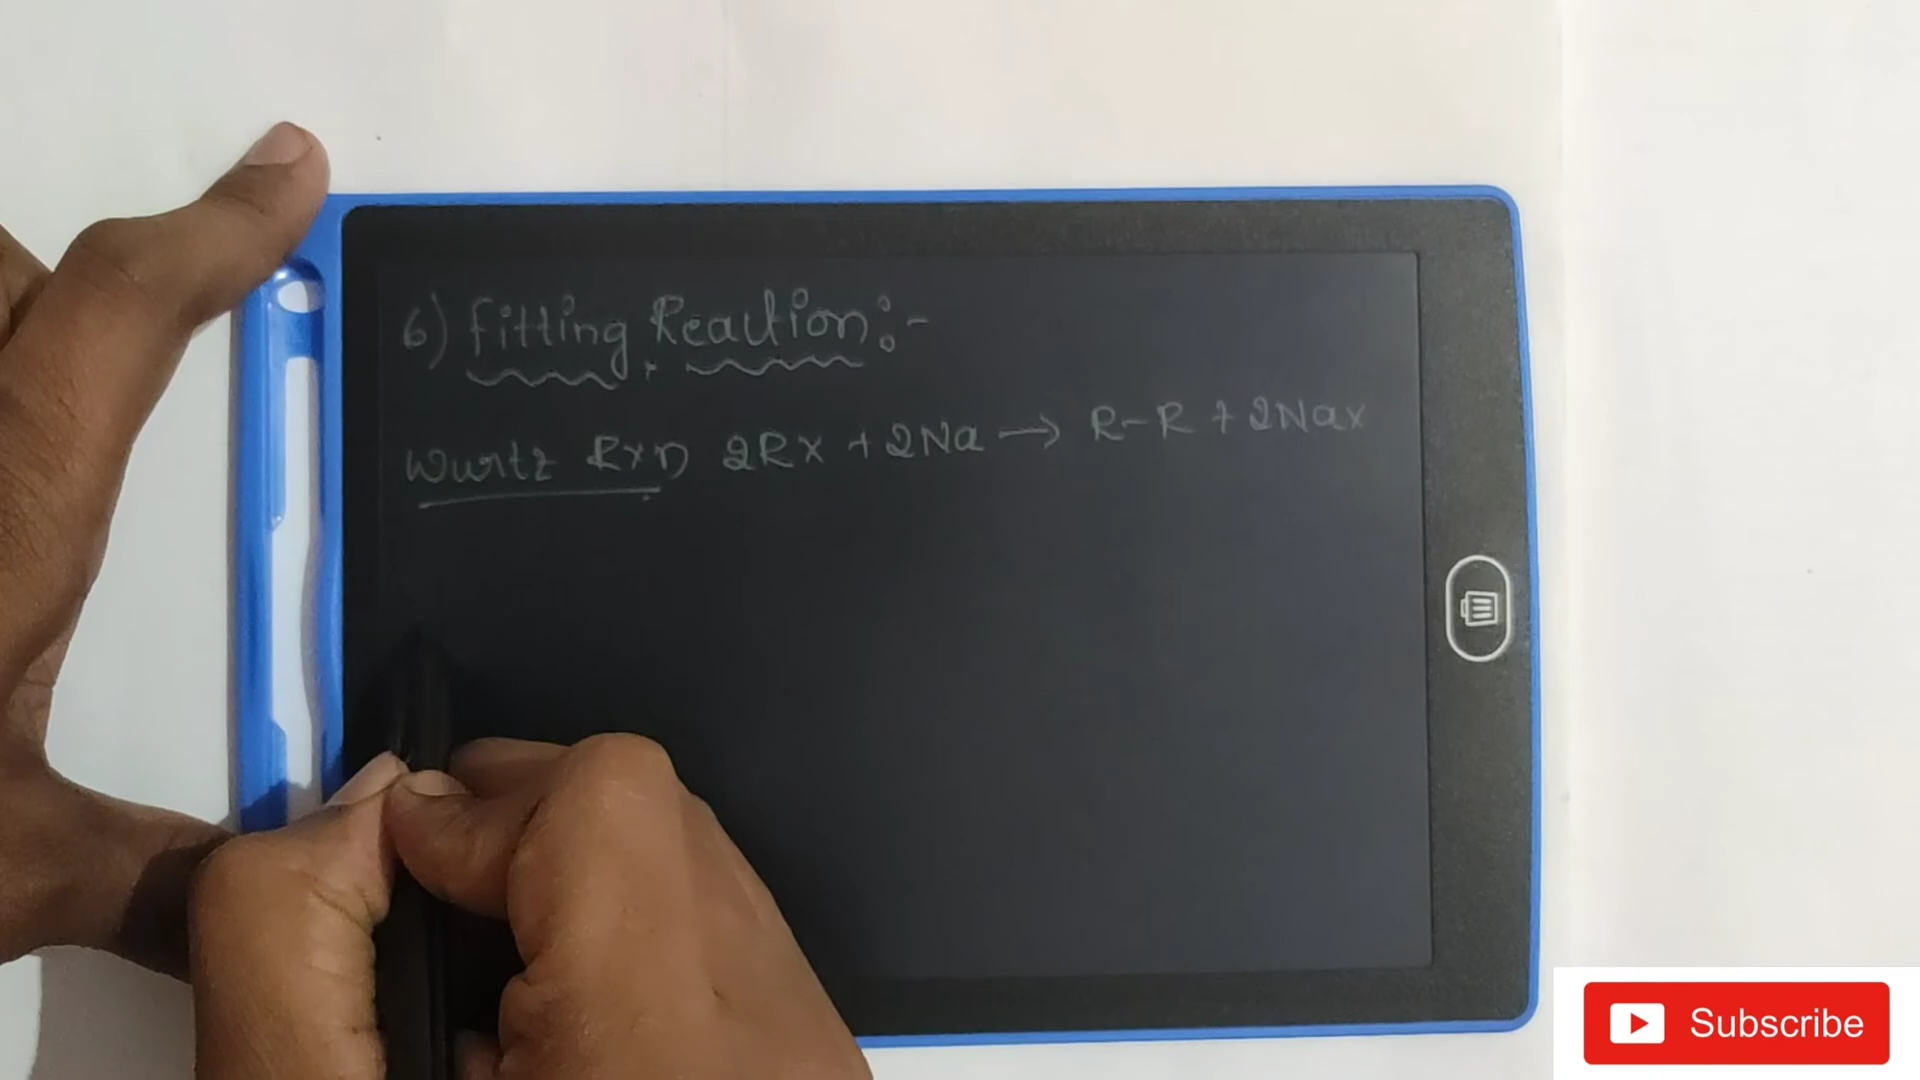 6) Fitting Reaction:-
Wurtz Rxn 2RX + 2Na → R-R + 2NaX
Subscribe